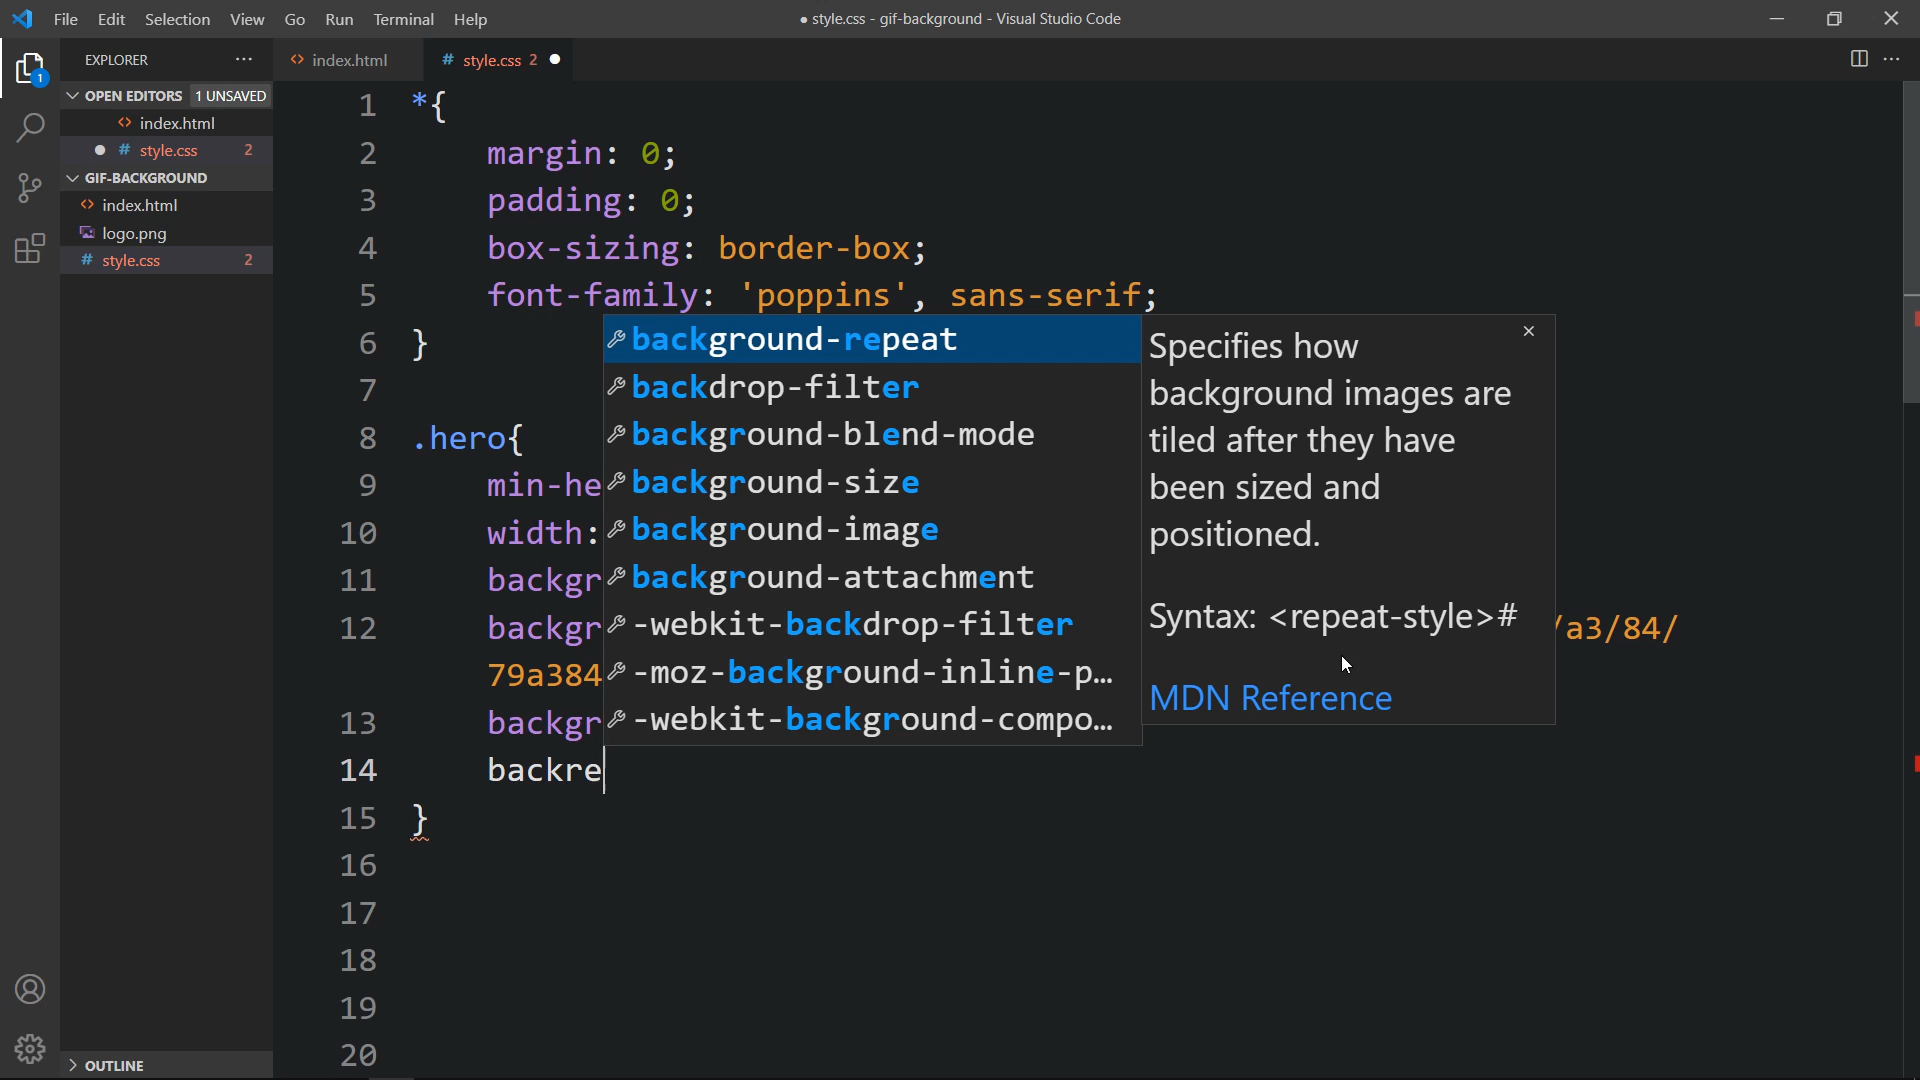 File Edit Selection View Go Run Terminal Help
● style.css - gif-background - Visual Studio Code
EXPLORER
index.html
# style.css 2
OPEN EDITORS 1 UNSAVED
index.html
# style.css 2
GIF-BACKGROUND
index.html
logo.png
# style.css 2
OUTLINE
1 *{
2 margin: 0;
3 padding: 0;
4 box-sizing: border-box;
5 font-family: 'poppins', sans-serif;
6 }
7
8 .hero{
9 min-he
10 width:
11 backgr
12 backgr /a3/84/
79a384
13 backgr
14 backre
15 }
16
17
18
19
20
background-repeat
backdrop-filter
background-blend-mode
background-size
background-image
background-attachment
-webkit-backdrop-filter
-moz-background-inline-p...
-webkit-background-compo...
Specifies how
background images are
tiled after they have
been sized and
positioned.
Syntax: <repeat-style>#
MDN Reference
1